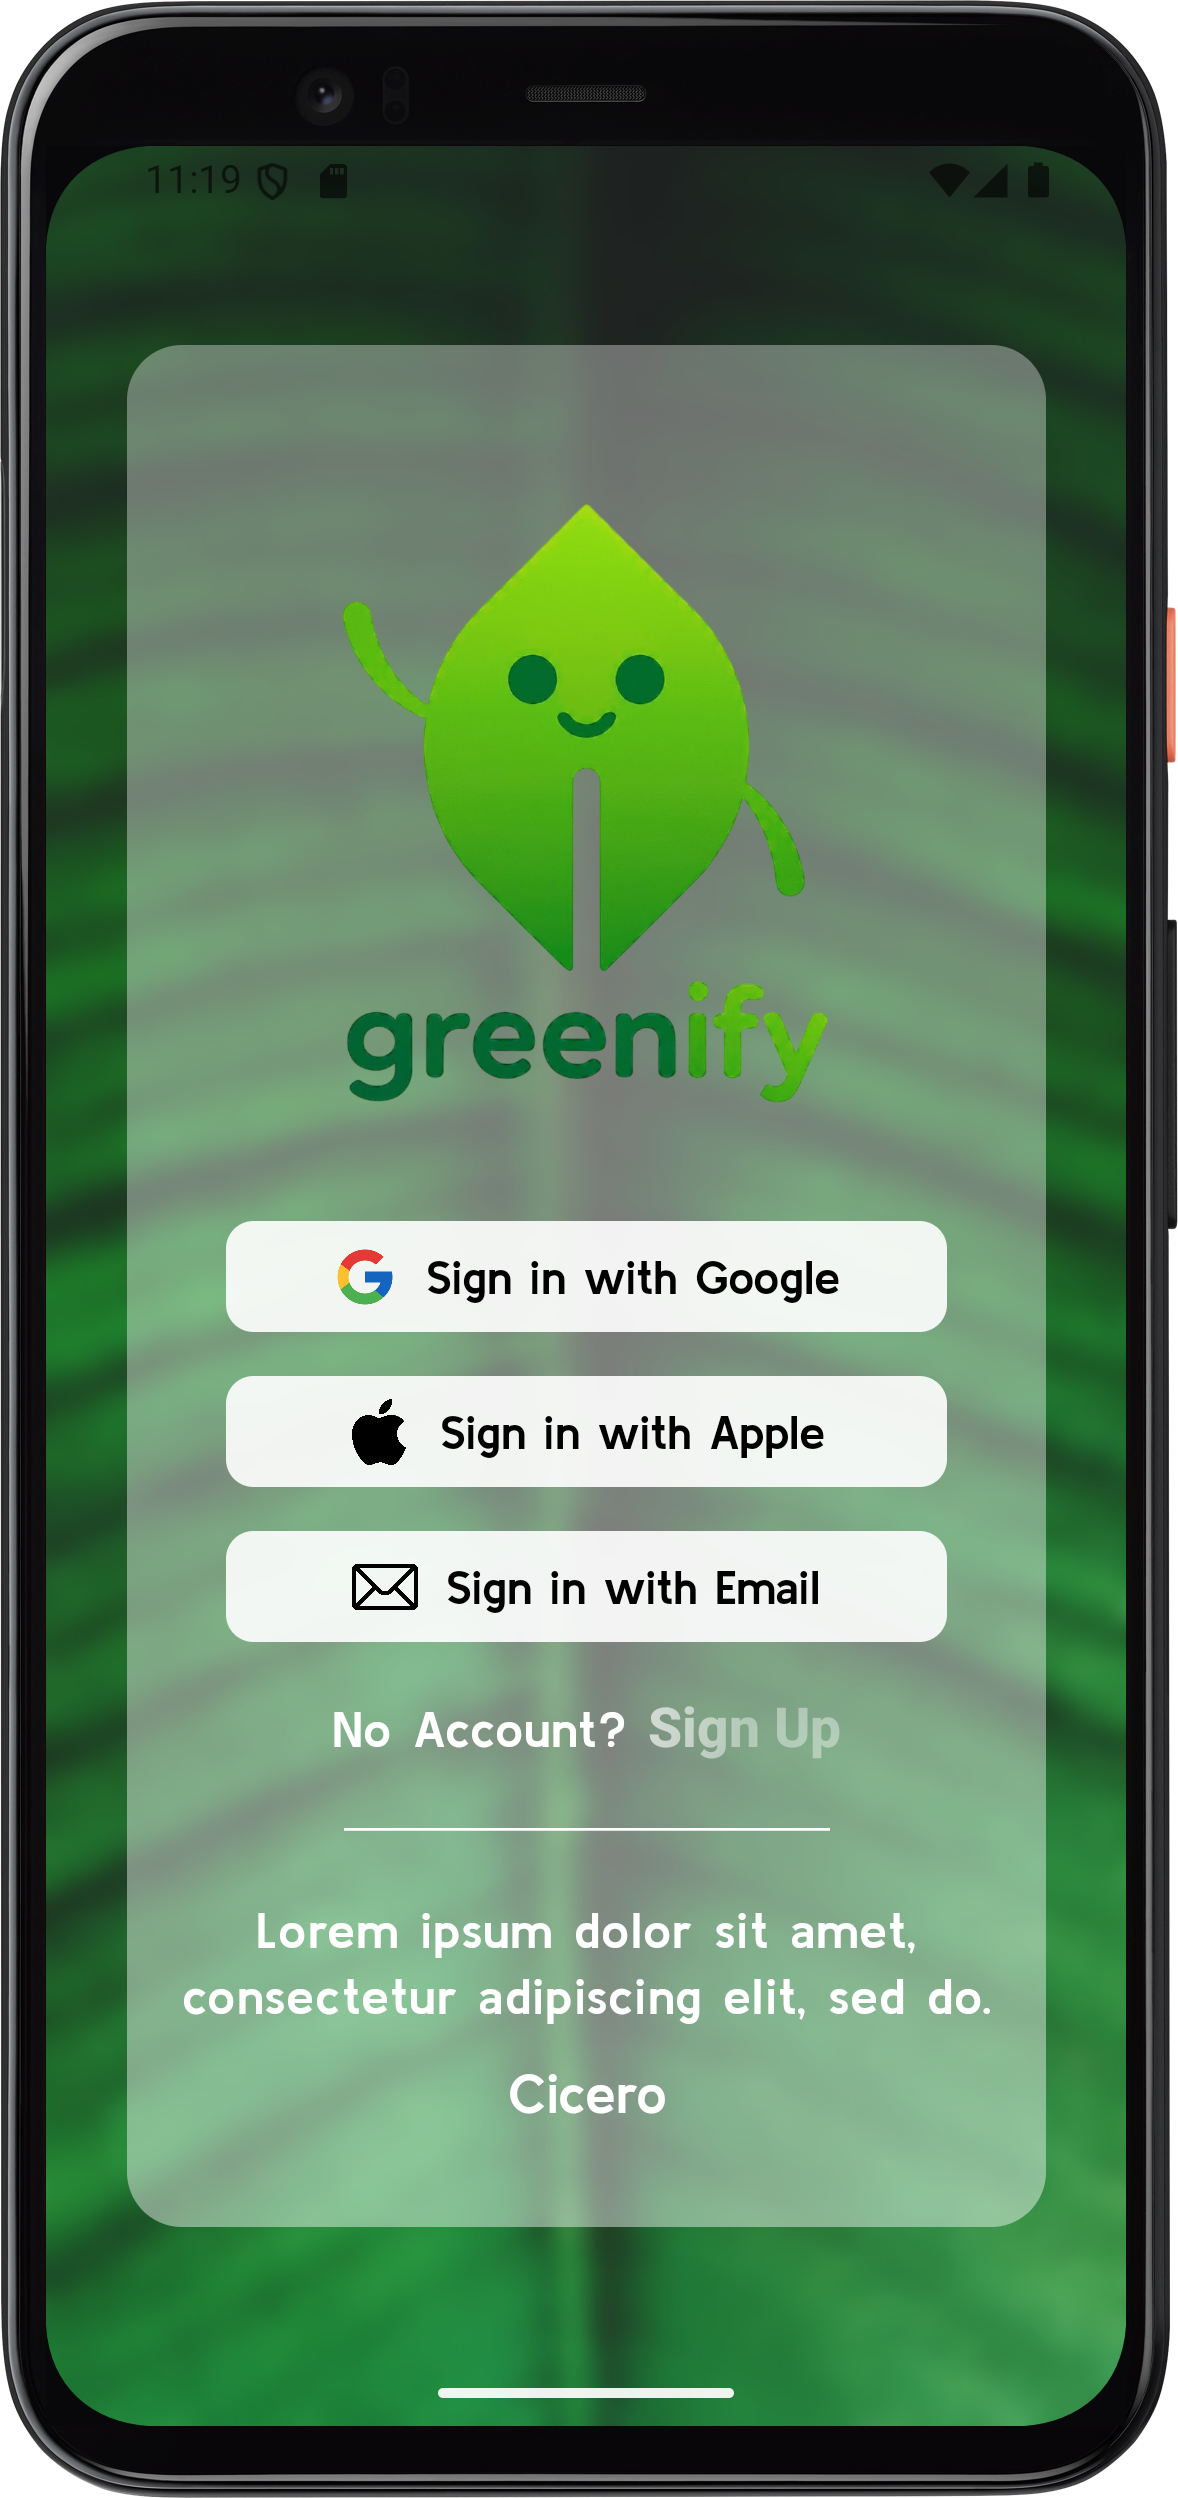 11:19
greenify
Sign in with Google
Sign in with Apple
Sign in with Email
No Account? Sign Up
Lorem ipsum dolor sit amet,
consectetur adipiscing elit, sed do.
Cicero